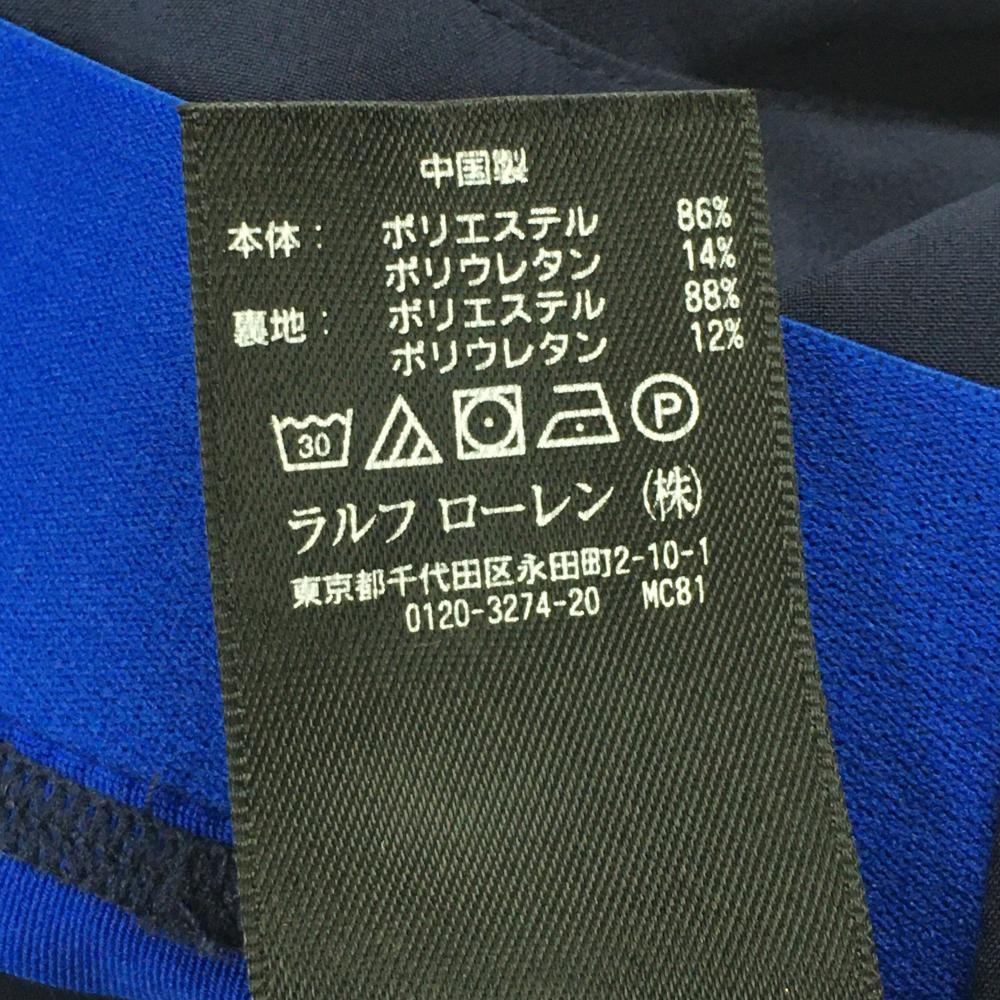 中国製
本体： ポリエステル 86%
ポリウレタン 14%
裏地： ポリエステル 88%
ポリウレタン 12%
30 P
ラルフ ローレン (株)
東京都千代田区永田町2-10-1
0120-3274-20 MC81